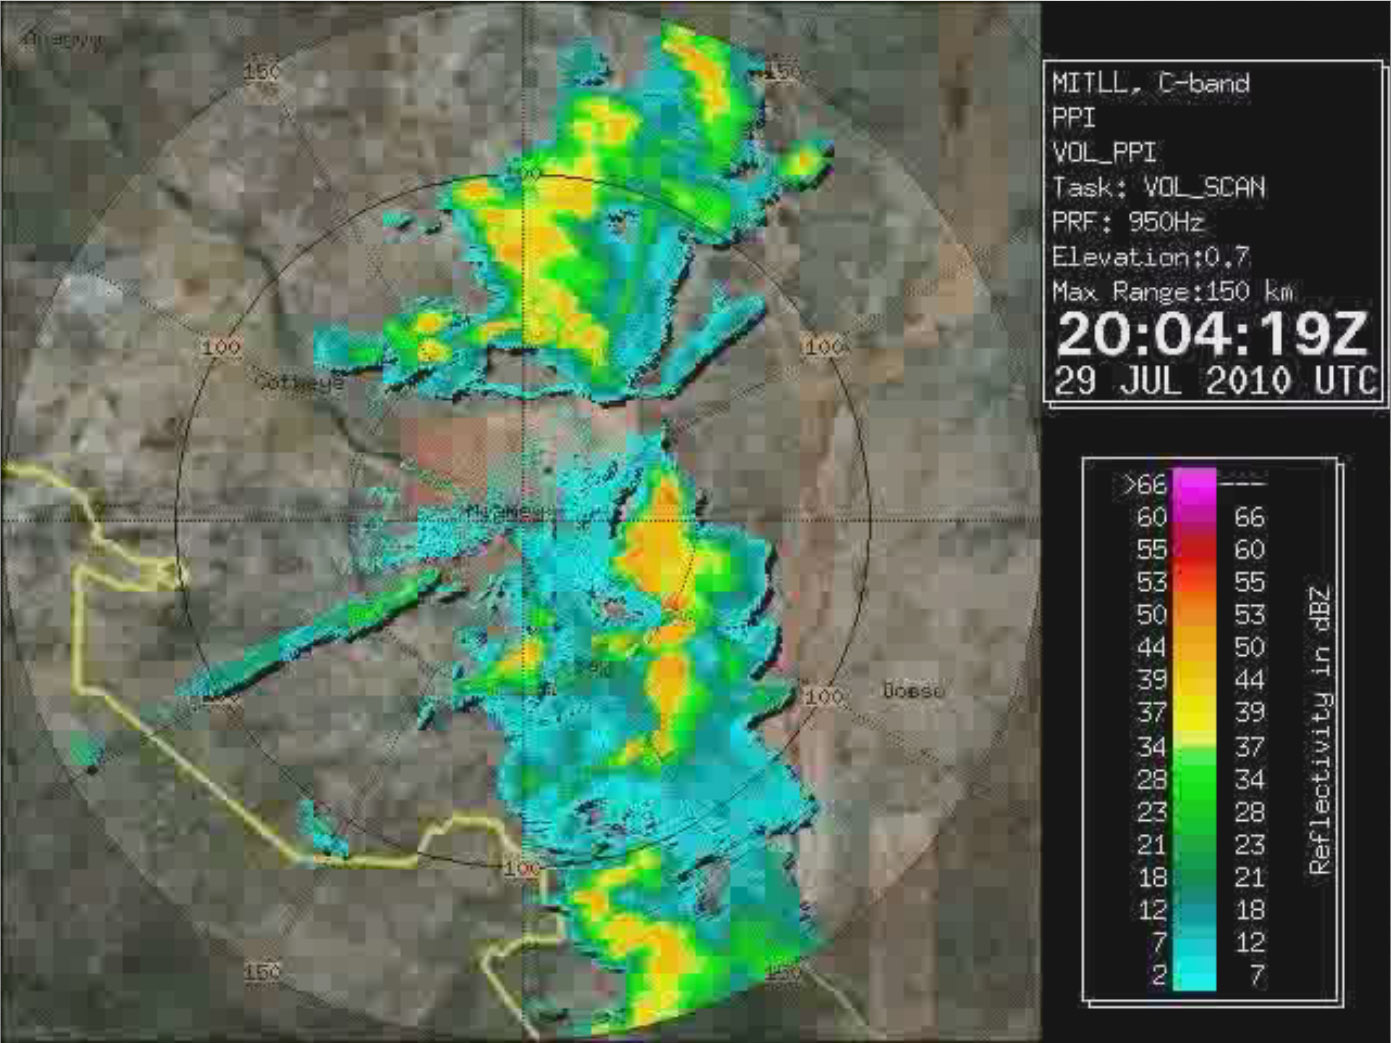 150
150
100
100
Niamey
100
Dosso
100
150
150
MITLL, C-band
PPI
VOL_PPI
Task: VOL_SCAN
PRF: 950Hz
Elevation:0.7
Max Range:150 km
20:04:19Z
29 JUL 2010 UTC
>66 ----
60 66
55 60
53 55
50 53
44 50
39 44
37 39
34 37
28 34
23 28
21 23
18 21
12 18
7 12
2 7
Reflectivity in dBZ